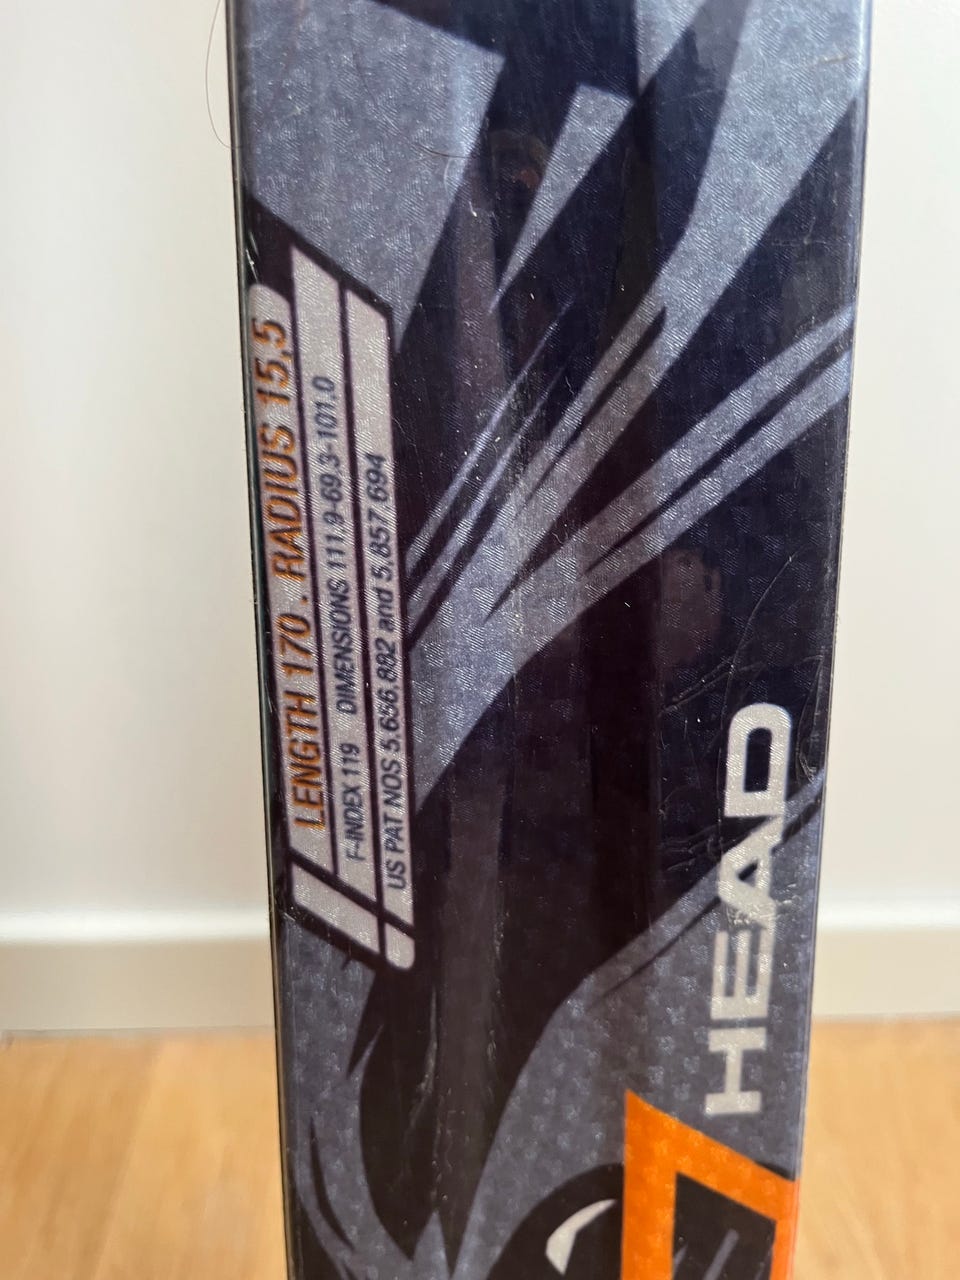 LENGTH 170 . RADIUS 15,5
F-INDEX 119 DIMENSIONS 111.9-69.3-101.0
US PAT NOS 5.656.882 and 5.857.694
HEAD